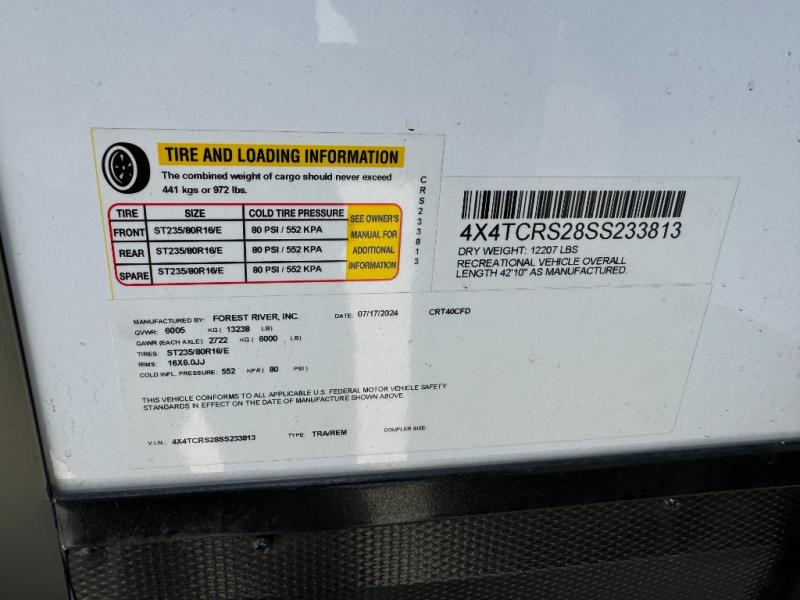 TIRE AND LOADING INFORMATION
The combined weight of cargo should never exceed
441 kgs or 972 lbs.
TIRE SIZE COLD TIRE PRESSURE SEE OWNER'S MANUAL FOR ADDITIONAL INFORMATION
FRONT ST235/80R16/E 80 PSI / 552 KPA
REAR ST235/80R16/E 80 PSI / 552 KPA
SPARE ST235/80R16/E 80 PSI / 552 KPA
CRS233813
4X4TCRS28SS233813
DRY WEIGHT: 12207 LBS
RECREATIONAL VEHICLE OVERALL
LENGTH 42'10" AS MANUFACTURED.
MANUFACTURED BY: FOREST RIVER, INC. DATE: 07/17/2024 CRT40CFD
GVWR: 6005 KG ( 13238 LB)
GAWR (EACH AXLE): 2722 KG ( 6000 LB)
TIRES: ST235/80R16/E
RIMS: 16X6.0JJ
COLD INFL. PRESSURE: 552 KPA/( 80 PSI)
THIS VEHICLE CONFORMS TO ALL APPLICABLE U.S. FEDERAL MOTOR VEHICLE SAFETY
STANDARDS IN EFFECT ON THE DATE OF MANUFACTURE SHOWN ABOVE.
V.I.N.: 4X4TCRS28SS233813 TYPE: TRA/REM COUPLER SIZE: